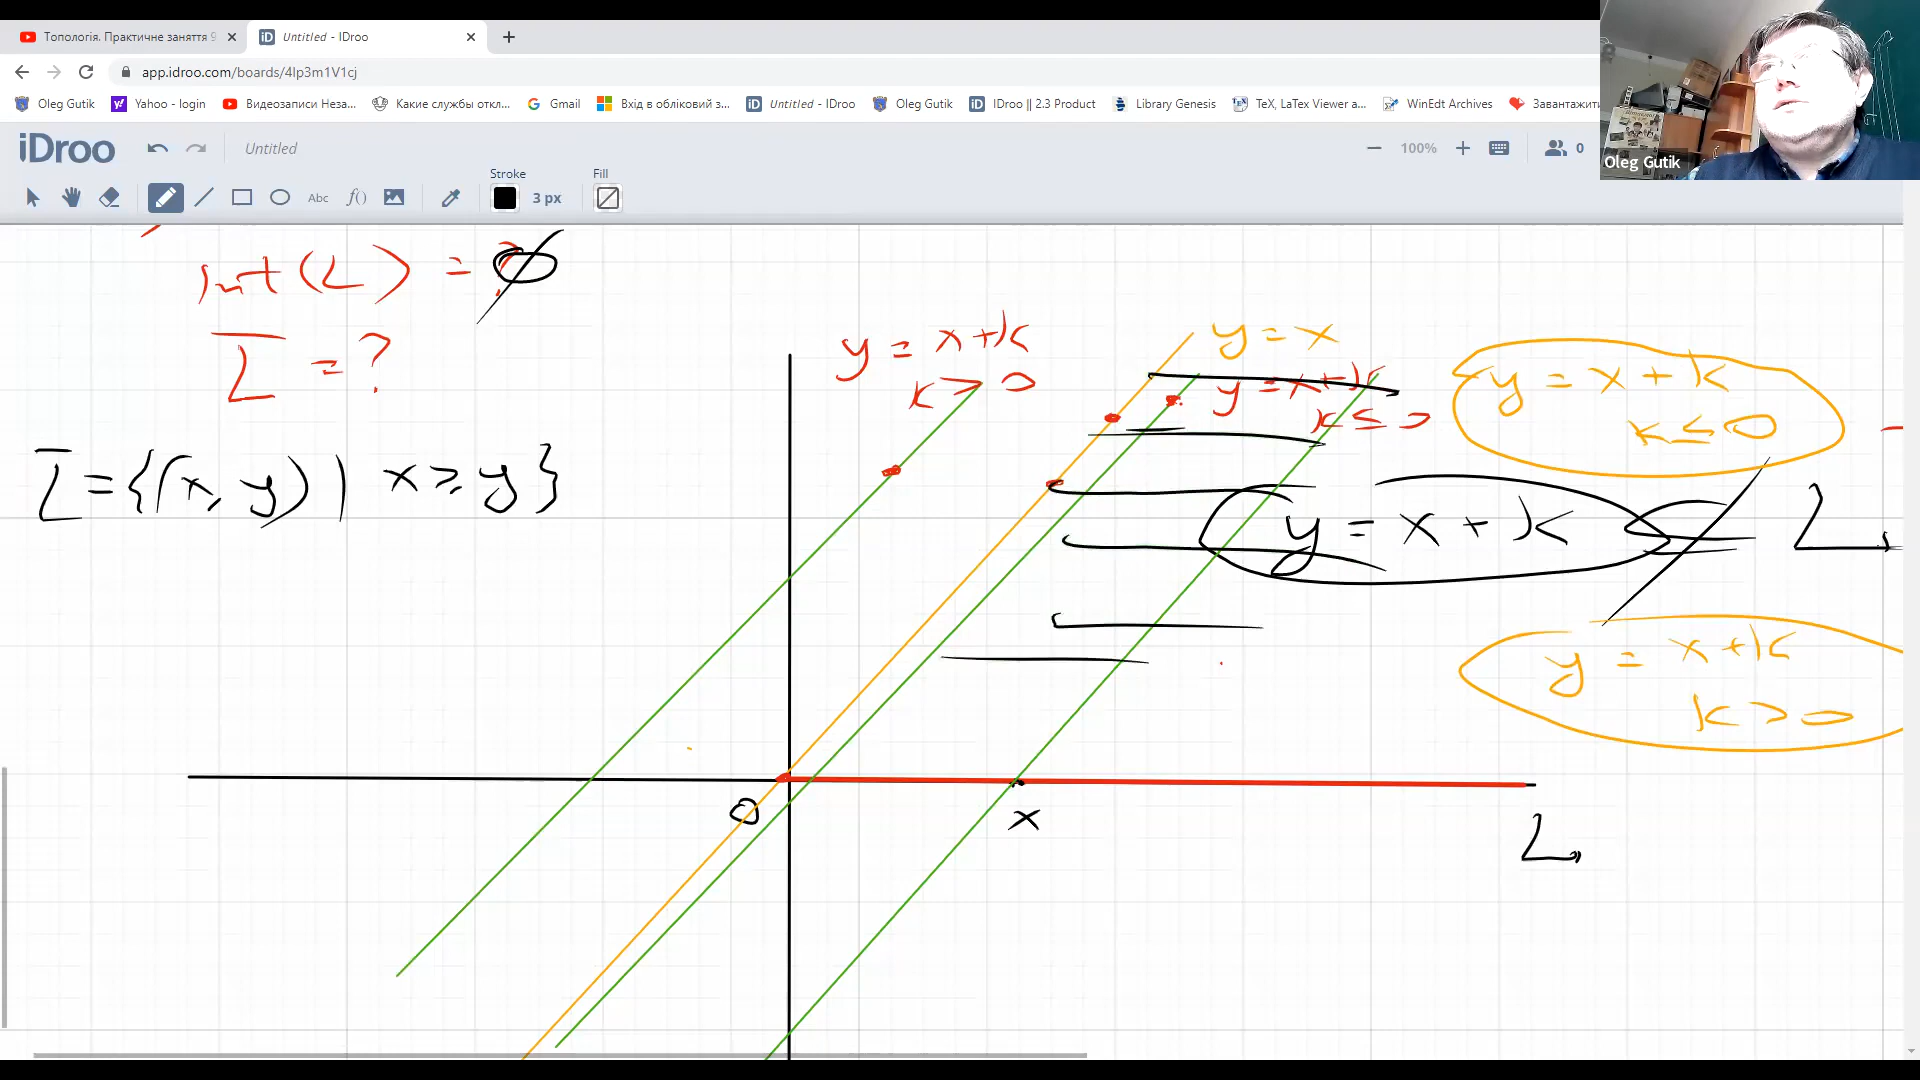 Топологія. Практичне заняття 9
Untitled - IDroo
app.idroo.com/boards/4lp3m1V1cj
Oleg Gutik
Yahoo - login
Видеозаписи Неза...
Какие службы откл...
Gmail
Вхід в обліковий з...
Untitled - IDroo
Oleg Gutik
IDroo || 2.3 Product
Library Genesis
TeX, LaTex Viewer a...
WinEdt Archives
Завантажити
Oleg Gutik
iDroo
Untitled
100%
0
Stroke
Fill
Abc
f()
3 px
int(L) = ∅
L̅ = ?
L̅ = {(x, y) | x ≥ y}
y = x + k
k > 0
y = x
y = x + k
k ≤ 0
y = x + k
k ≤ 0
y = x + k
L,
y = x + k
k > 0
0
x
L,